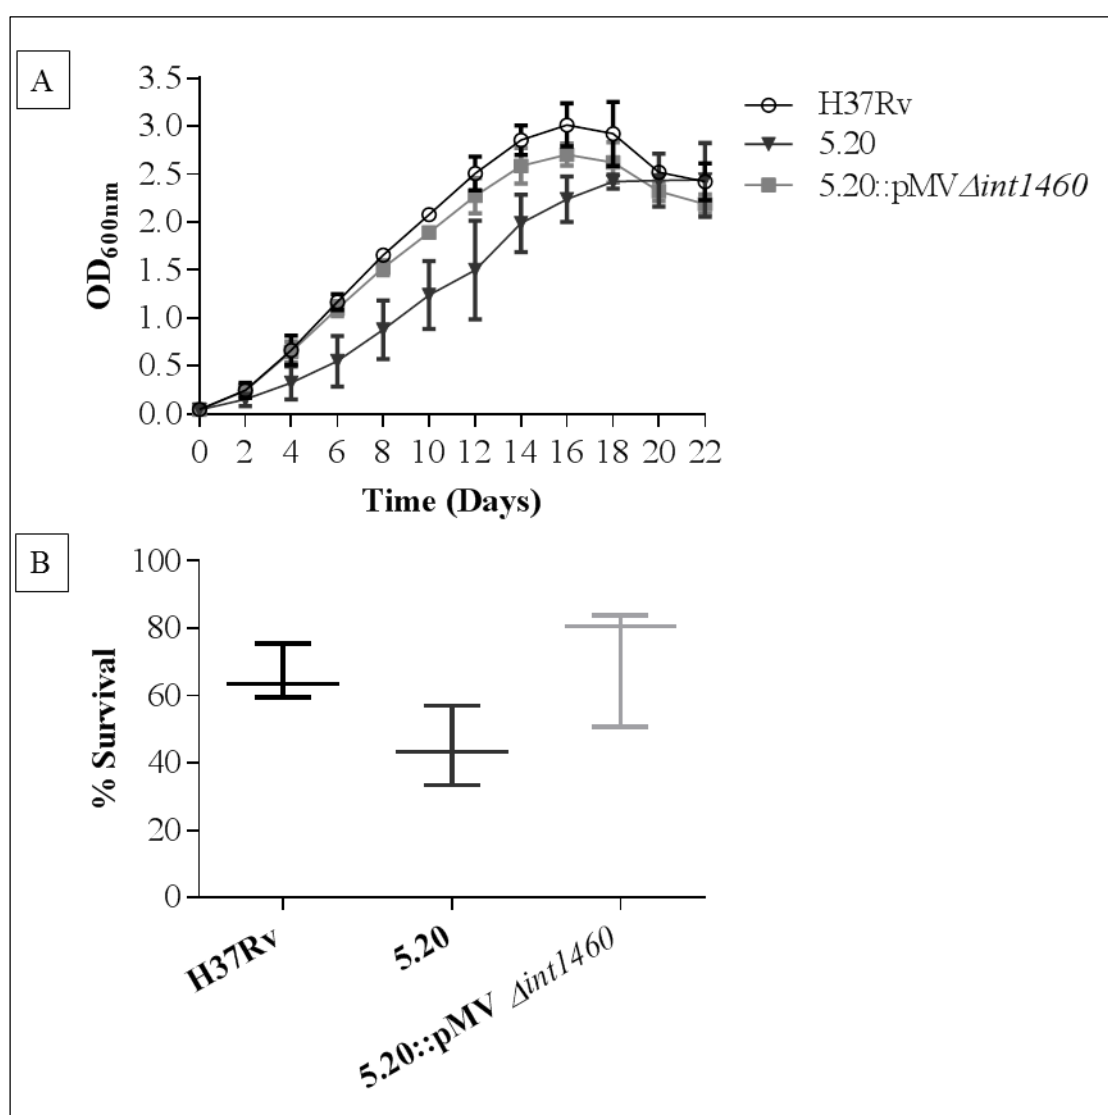 A
3.5
3.0
2.5
2.0
1.5
1.0
0.5
0.0
OD600nm
0 2 4 6 8 10 12 14 16 18 20 22
Time (Days)
H37Rv
5.20
5.20::pMVΔint1460
B
100
80
60
40
20
0
% Survival
H37Rv
5.20
5.20::pMV Δint1460